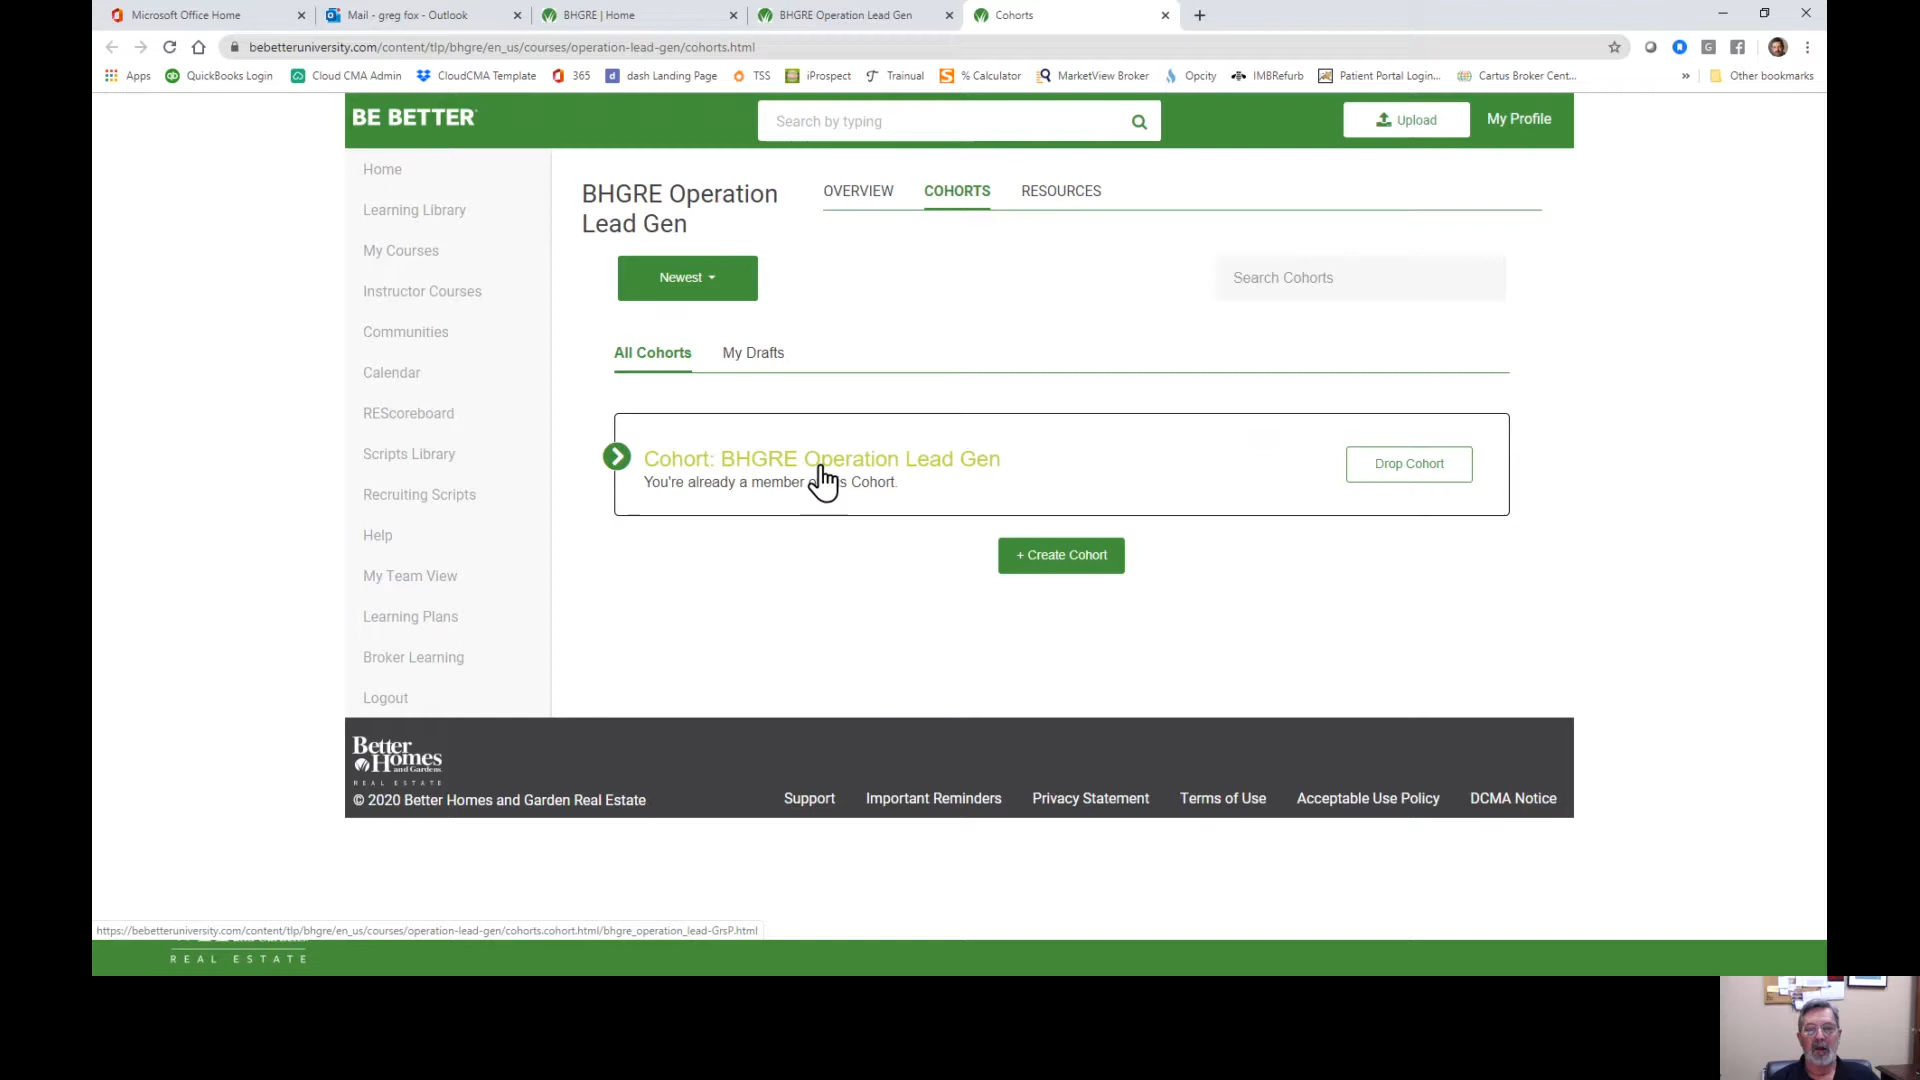 Microsoft Office Home
Mail - greg fox - Outlook
BHGRE | Home
BHGRE Operation Lead Gen
Cohorts
bebetteruniversity.com/content/tlp/bhgre/en_us/courses/operation-lead-gen/cohorts.html
Apps
QuickBooks Login
Cloud CMA Admin
CloudCMA Template
365
dash Landing Page
TSS
iProspect
Trainual
% Calculator
MarketView Broker
Opcity
IMBRefurb
Patient Portal Login...
Cartus Broker Cent...
»
Other bookmarks
BE BETTER
Search by typing
Upload
My Profile
Home
Learning Library
My Courses
Instructor Courses
Communities
Calendar
REScoreboard
Scripts Library
Recruiting Scripts
Help
My Team View
Learning Plans
Broker Learning
Logout
BHGRE Operation
Lead Gen
OVERVIEW
COHORTS
RESOURCES
Newest
Search Cohorts
All Cohorts
My Drafts
Cohort: BHGRE Operation Lead Gen
You're already a member Cohort.
Drop Cohort
+ Create Cohort
Better
Homes
and Gardens
REAL ESTATE
© 2020 Better Homes and Garden Real Estate
Support
Important Reminders
Privacy Statement
Terms of Use
Acceptable Use Policy
DCMA Notice
https://bebetteruniversity.com/content/tlp/bhgre/en_us/courses/operation-lead-gen/cohorts.cohort.html/bhgre_operation_lead-GrsP.html
REAL ESTATE